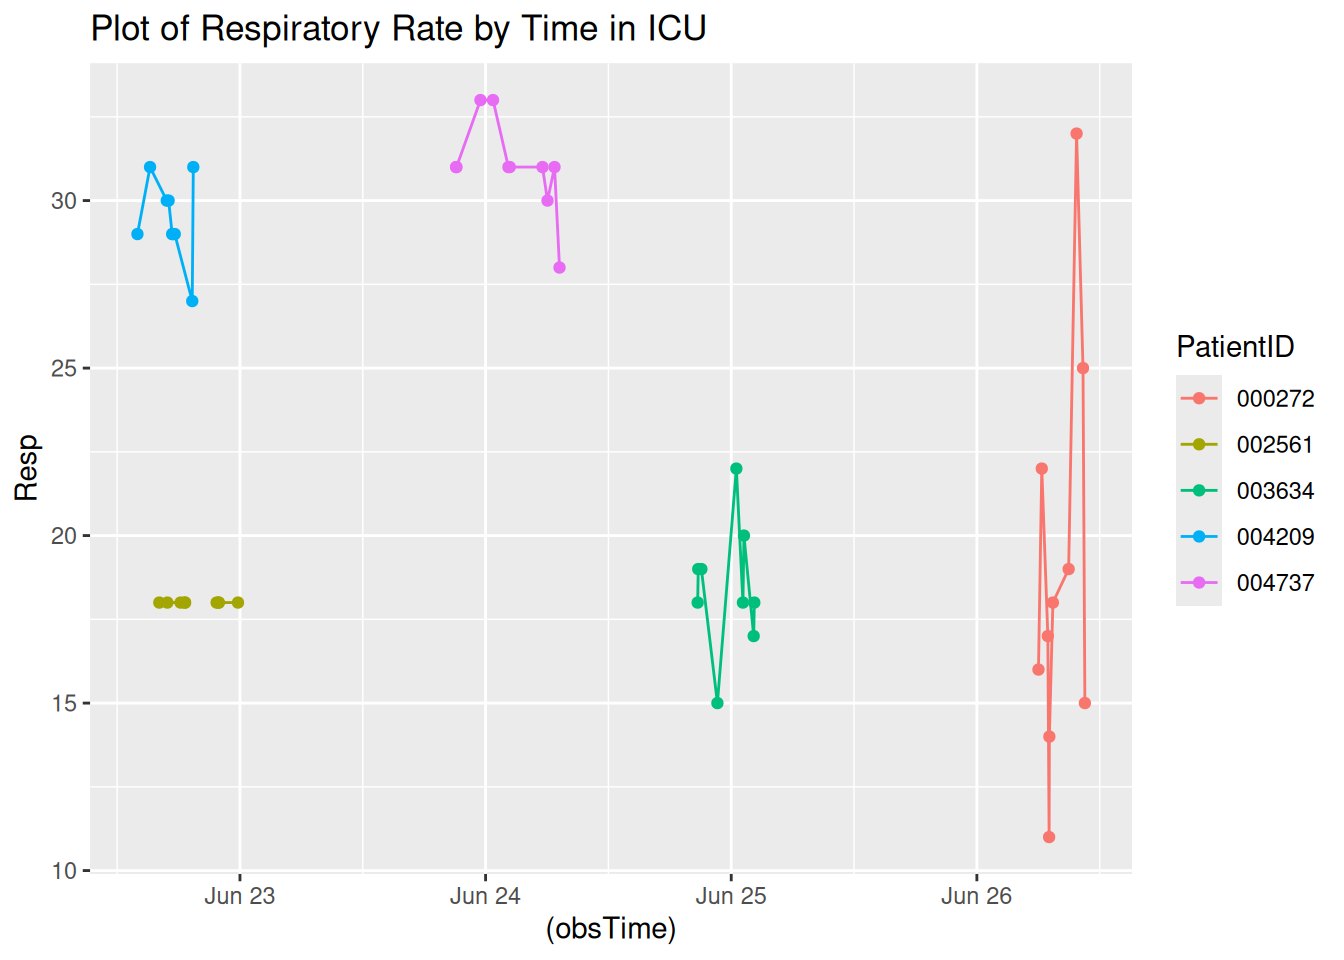 Plot of Respiratory Rate by Time in ICU
Resp
30
25
20
15
10
Jun 23
Jun 24
Jun 25
Jun 26
(obsTime)
PatientID
000272
002561
003634
004209
004737